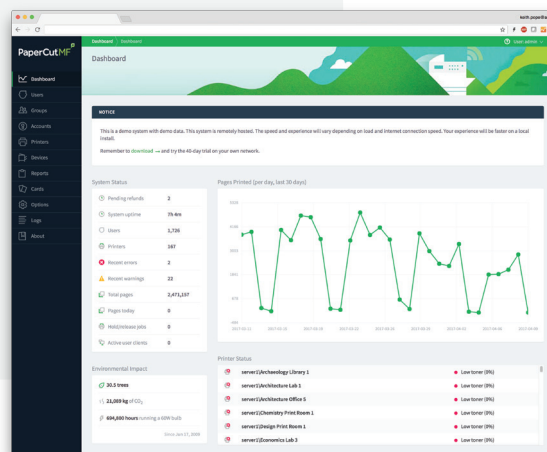 keith.papell
Dashboard Dashboard
User: admin
PaperCutMF
Dashboard
Dashboard
Users
Groups
Accounts
Printers
Devices
Reports
Cards
Options
Logs
About
NOTICE
This is a demo system with demo data. This system is remotely hosted. The speed and experience will vary depending on load and internet connection speed. Your experience will be faster on a local
install.
Remember to download → and try the 40-day trial on your own network.
System Status
Pending refunds 2
System uptime 7h 4m
Users 1,726
Printers 167
Recent errors 2
Recent warnings 22
Total pages 2,471,157
Pages today 0
Hold/release jobs 0
Active user clients 0
Pages Printed (per day, last 30 days)
Environmental Impact
30.5 trees
21,089 kg of CO₂
694,680 hours running a 60W bulb
Printer Status
server1\Archaeology Library 1 Low toner (0%)
server1\Architecture Lab 1 Low toner (0%)
server1\Architecture Office 5 Low toner (0%)
server1\Chemistry Print Room 1 Low toner (0%)
server1\Design Print Room 1 Low toner (0%)
server1\Economics Lab 3 Low toner (0%)